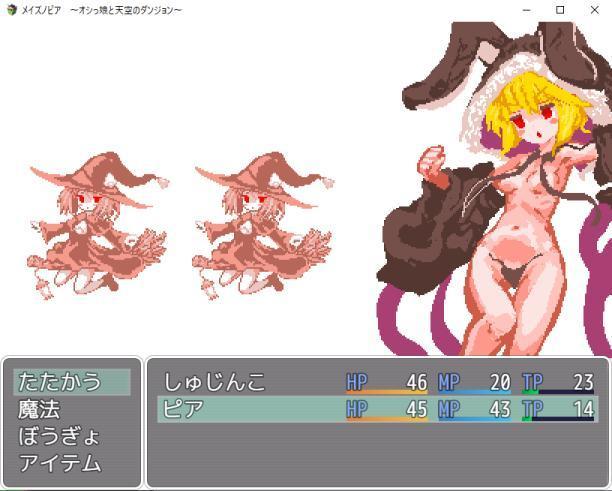 メイズノピア　～オシっ娘と天空のダンジョン～
たたかう
魔法
ぼうぎょ
アイテム
しゅじんこ HP 46 MP 20 TP 23
ピア HP 45 MP 43 TP 14